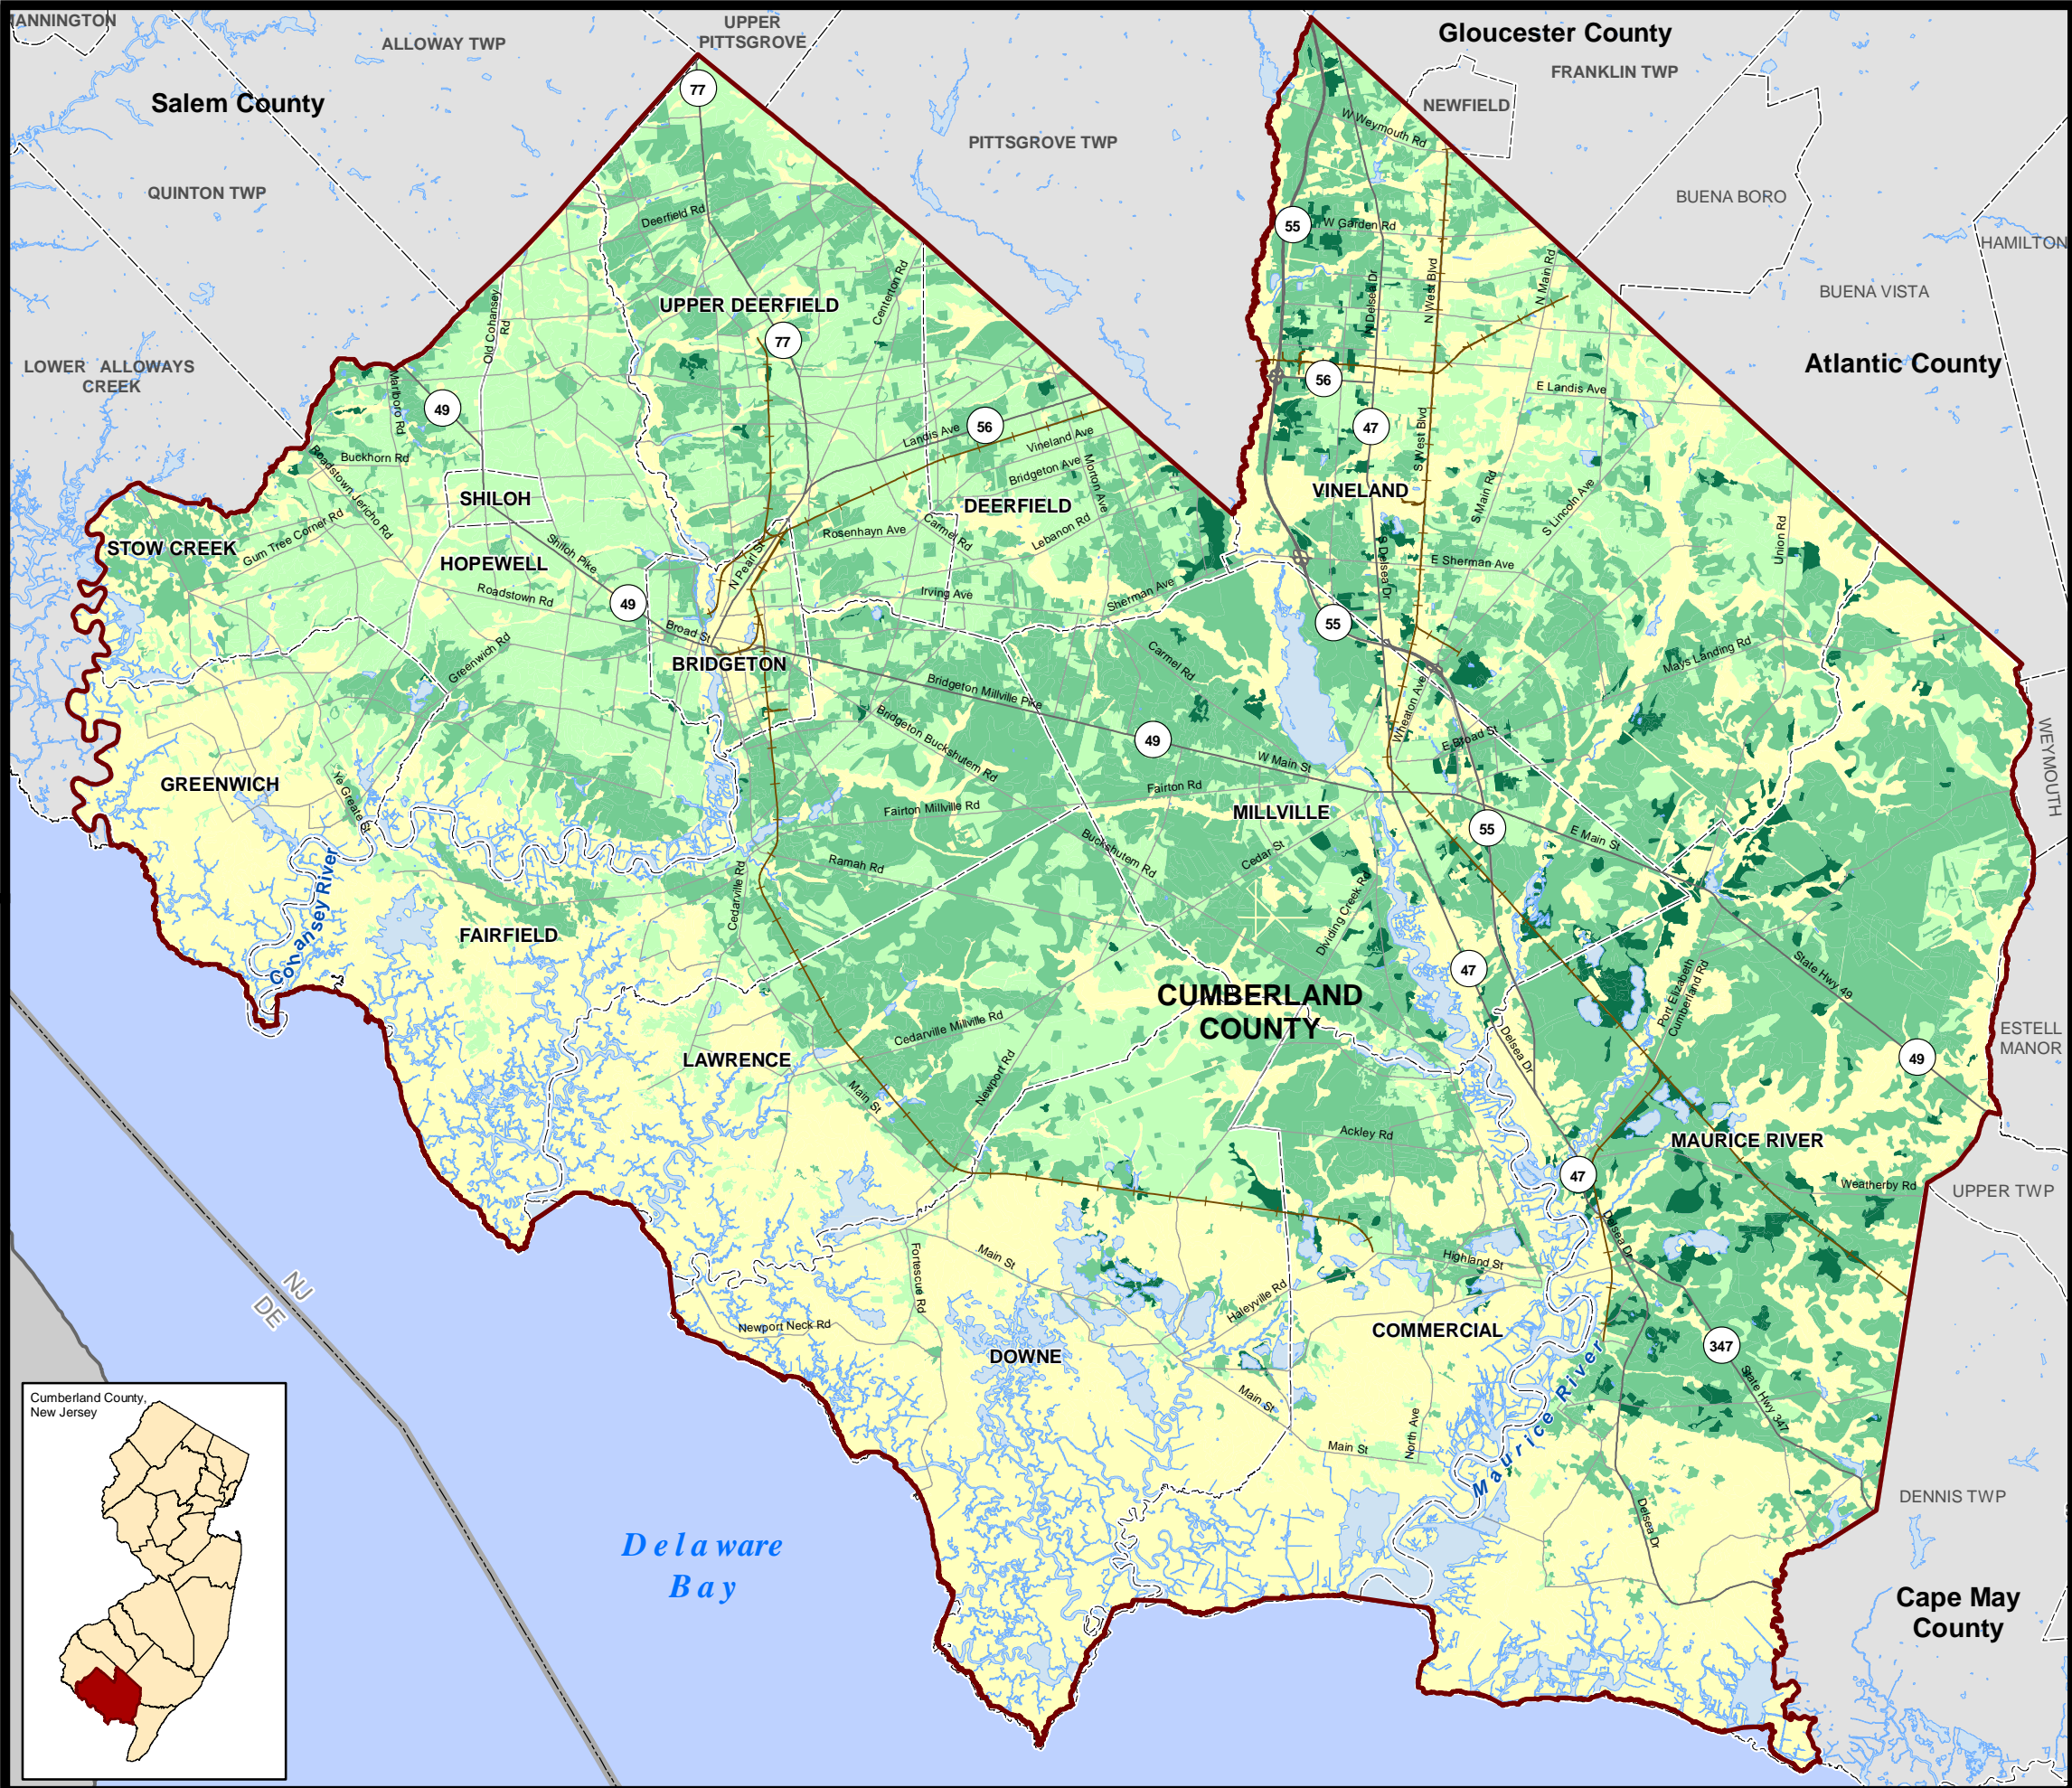 MANNINGTON
ALLOWAY TWP
UPPER
PITTSGROVE
Gloucester County
FRANKLIN TWP
NEWFIELD
Salem County
77
W Weymouth Rd
PITTSGROVE TWP
QUINTON TWP
BUENA BORO
Deerfield Rd
55
W Garden Rd
HAMILTON
Old Cohansey
Rd
UPPER DEERFIELD
Centerton Rd
N Delsea Dr
N West Blvd
N Main Rd
BUENA VISTA
77
LOWER ALLOWAYS
CREEK
Atlantic County
Marlboro Rd
49
56
E Landis Ave
Landis Ave
56
Vineland Ave
47
S West Blvd
Buckhorn Rd
Roadstown Jericho Rd
Bridgeton Ave
Morton Ave
SHILOH
DEERFIELD
VINELAND
S Main Rd
S Lincoln Ave
Union Rd
Gum Tree Corner Rd
STOW CREEK
Shiloh Pike
HOPEWELL
Rosenhayn Ave
Carmel Rd
Lebanon Rd
N Pearl St
S Delsea Dr
E Sherman Ave
Roadstown Rd
49
Irving Ave
Sherman Ave
55
Broad St
Greenwich Rd
BRIDGETON
Carmel Rd
Mays Landing Rd
Bridgeton Millville Pike
Wheaton Ave
Bridgeton Buckshutem Rd
49
E Broad St
WEYMOUTH
W Main St
GREENWICH
Ye Greate St
Fairton Rd
Fairton Millville Rd
MILLVILLE
55
E Main St
Buckshutem Rd
Cedar St
Ramah Rd
Cedarville Rd
Dividing Creek Rd
Cohansey River
FAIRFIELD
47
State Hwy 49
Port Elizabeth
Cumberland Rd
CUMBERLAND
COUNTY
Cedarville Millville Rd
Delsea Dr
ESTELL
MANOR
49
LAWRENCE
Main St
Newport Rd
Ackley Rd
MAURICE RIVER
47
Weatherby Rd
UPPER TWP
Delsea Dr
Main St
Fortescue Rd
Highland St
NJ
DE
Haleyville Rd
Newport Neck Rd
COMMERCIAL
DOWNE
347
State Hwy 347
Main St
North Ave
Main St
Maurice River
Cumberland County,
New Jersey
DENNIS TWP
Delsea Dr
Delaware
Bay
Cape May
County